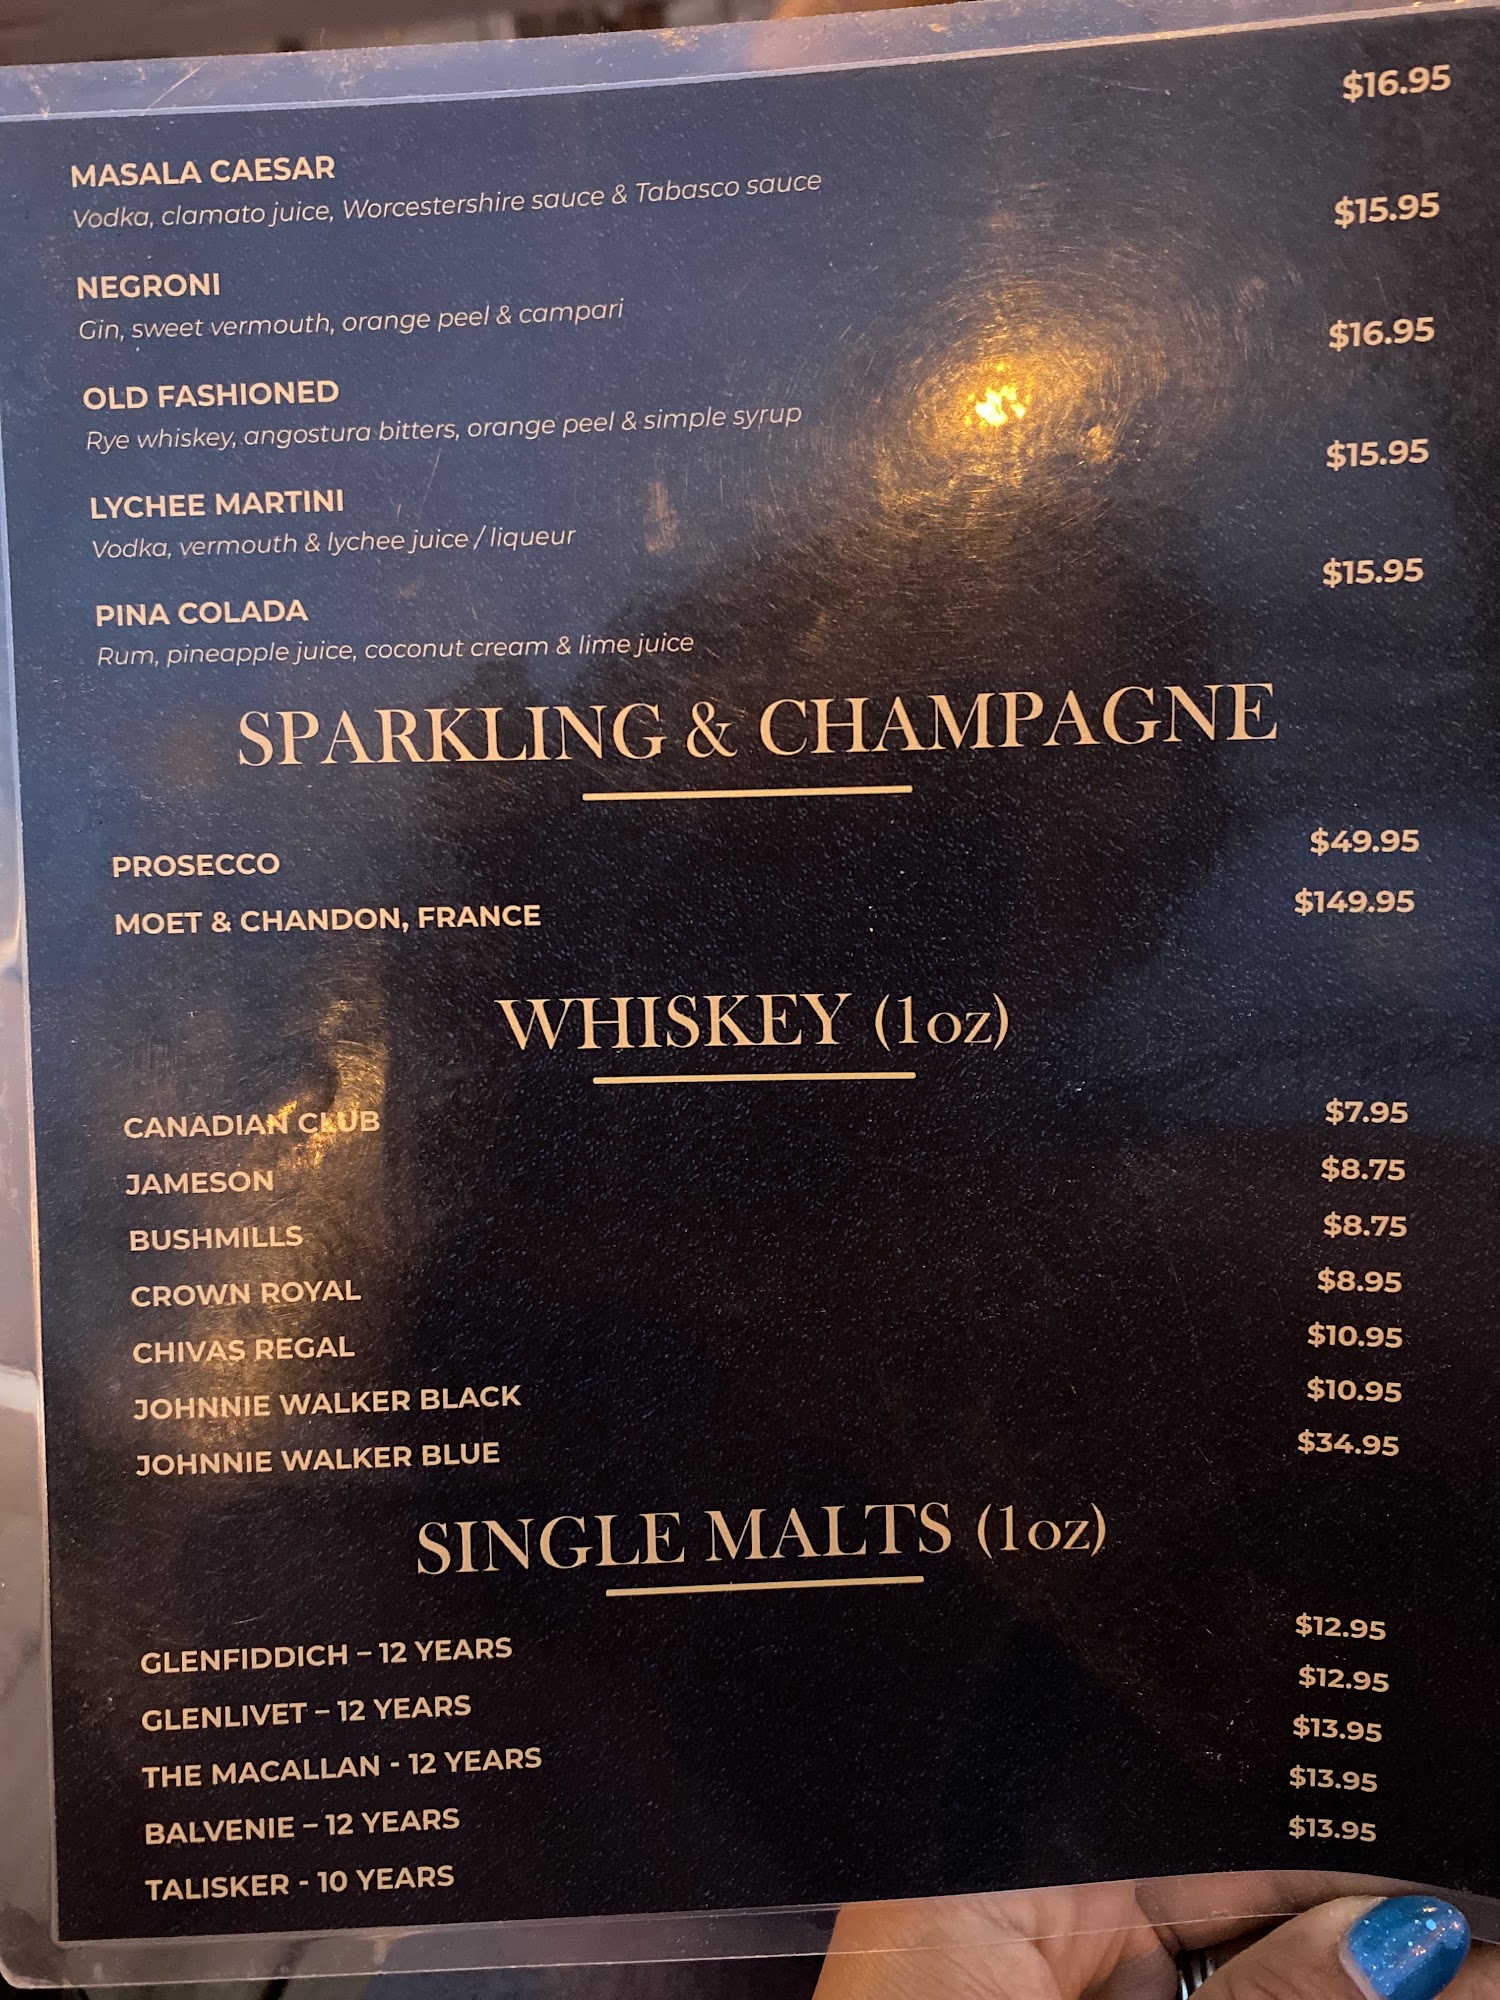 MASALA CAESAR $16.95
Vodka, clamato juice, Worcestershire sauce & Tabasco sauce
NEGRONI $15.95
Gin, sweet vermouth, orange peel & campari
OLD FASHIONED $16.95
Rye whiskey, angostura bitters, orange peel & simple syrup
LYCHEE MARTINI $15.95
Vodka, vermouth & lychee juice / liqueur
PINA COLADA $15.95
Rum, pineapple juice, coconut cream & lime juice
SPARKLING & CHAMPAGNE
PROSECCO $49.95
MOET & CHANDON, FRANCE $149.95
WHISKEY (1oz)
CANADIAN CLUB $7.95
JAMESON $8.75
BUSHMILLS $8.75
CROWN ROYAL $8.95
CHIVAS REGAL $10.95
JOHNNIE WALKER BLACK $10.95
JOHNNIE WALKER BLUE $34.95
SINGLE MALTS (1oz)
GLENFIDDICH – 12 YEARS $12.95
GLENLIVET – 12 YEARS $12.95
THE MACALLAN - 12 YEARS $13.95
BALVENIE – 12 YEARS $13.95
TALISKER - 10 YEARS $13.95